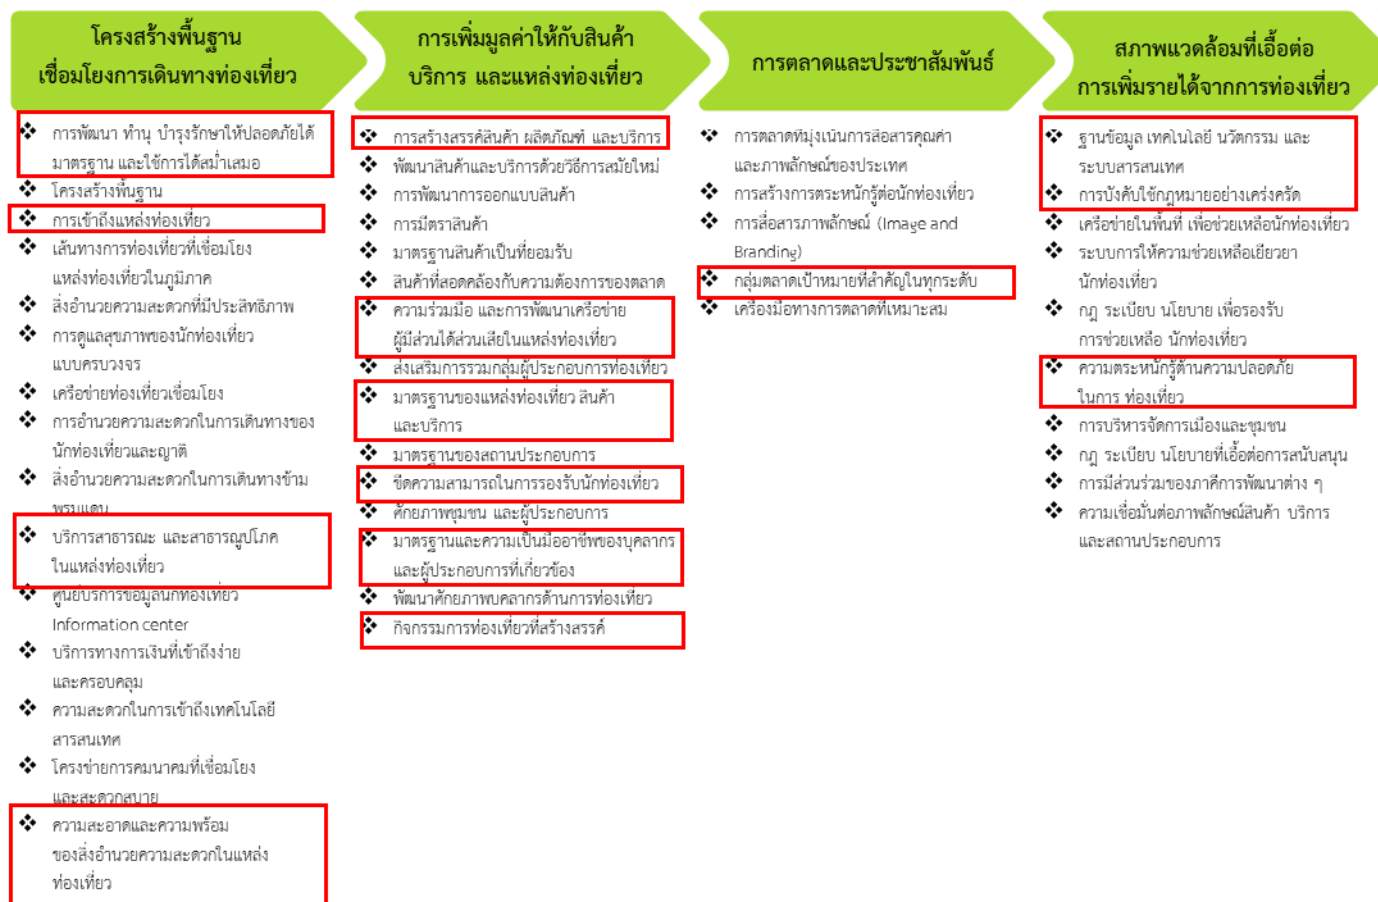 โครงสร้างพื้นฐาน
เชื่อมโยงการเดินทางท่องเที่ยว
❖ การพัฒนา ทำนุ บำรุงรักษาให้ปลอดภัยได้
มาตรฐาน และใช้การได้สม่ำเสมอ
❖ โครงสร้างพื้นฐาน
❖ การเข้าถึงแหล่งท่องเที่ยว
❖ เส้นทางการท่องเที่ยวที่เชื่อมโยง
แหล่งท่องเที่ยวในภูมิภาค
❖ สิ่งอำนวยความสะดวกที่มีประสิทธิภาพ
❖ การดูแลสุขภาพของนักท่องเที่ยว
แบบครบวงจร
❖ เครือข่ายท่องเที่ยวเชื่อมโยง
❖ การอำนวยความสะดวกในการเดินทางของ
นักท่องเที่ยวและญาติ
❖ สิ่งอำนวยความสะดวกในการเดินทางข้าม
พรมแดน
❖ บริการสาธารณะ และสาธารณูปโภค
ในแหล่งท่องเที่ยว
❖ ศูนย์บริการข้อมูลนักท่องเที่ยว
Information center
❖ บริการทางการเงินที่เข้าถึงง่าย
และครอบคลุม
❖ ความสะดวกในการเข้าถึงเทคโนโลยี
สารสนเทศ
❖ โครงข่ายการคมนาคมที่เชื่อมโยง
และสะดวกสบาย
❖ ความสะอาดและความพร้อม
ของสิ่งอำนวยความสะดวกในแหล่ง
ท่องเที่ยว
การเพิ่มมูลค่าให้กับสินค้า
บริการ และแหล่งท่องเที่ยว
❖ การสร้างสรรค์สินค้า ผลิตภัณฑ์ และบริการ
❖ พัฒนาสินค้าและบริการด้วยวิธีการสมัยใหม่
❖ การพัฒนาการออกแบบสินค้า
❖ การมีตราสินค้า
❖ มาตรฐานสินค้าเป็นที่ยอมรับ
❖ สินค้าที่สอดคล้องกับความต้องการของตลาด
❖ ความร่วมมือ และการพัฒนาเครือข่าย
ผู้มีส่วนได้ส่วนเสียในแหล่งท่องเที่ยว
❖ ส่งเสริมการรวมกลุ่มผู้ประกอบการท่องเที่ยว
❖ มาตรฐานของแหล่งท่องเที่ยว สินค้า
และบริการ
❖ มาตรฐานของสถานประกอบการ
❖ ขีดความสามารถในการรองรับนักท่องเที่ยว
❖ ศักยภาพชุมชน และผู้ประกอบการ
❖ มาตรฐานและความเป็นมืออาชีพของบุคลากร
และผู้ประกอบการที่เกี่ยวข้อง
❖ พัฒนาศักยภาพบุคลากรด้านการท่องเที่ยว
❖ กิจกรรมการท่องเที่ยวที่สร้างสรรค์
การตลาดและประชาสัมพันธ์
❖ การตลาดที่มุ่งเน้นการสื่อสารคุณค่า
และภาพลักษณ์ของประเทศ
❖ การสร้างการตระหนักรู้ต่อนักท่องเที่ยว
❖ การสื่อสารภาพลักษณ์ (Image and
Branding)
❖ กลุ่มตลาดเป้าหมายที่สำคัญในทุกระดับ
❖ เครื่องมือทางการตลาดที่เหมาะสม
สภาพแวดล้อมที่เอื้อต่อ
การเพิ่มรายได้จากการท่องเที่ยว
❖ ฐานข้อมูล เทคโนโลยี นวัตกรรม และ
ระบบสารสนเทศ
❖ การบังคับใช้กฎหมายอย่างเคร่งครัด
❖ เครือข่ายในพื้นที่ เพื่อช่วยเหลือนักท่องเที่ยว
❖ ระบบการให้ความช่วยเหลือเยียวยา
นักท่องเที่ยว
❖ กฎ ระเบียบ นโยบาย เพื่อรองรับ
การช่วยเหลือ นักท่องเที่ยว
❖ ความตระหนักรู้ด้านความปลอดภัย
ในการ ท่องเที่ยว
❖ การบริหารจัดการเมืองและชุมชน
❖ กฎ ระเบียบ นโยบายที่เอื้อต่อการสนับสนุน
❖ การมีส่วนร่วมของภาคีการพัฒนาต่าง ๆ
❖ ความเชื่อมั่นต่อภาพลักษณ์สินค้า บริการ
และสถานประกอบการ